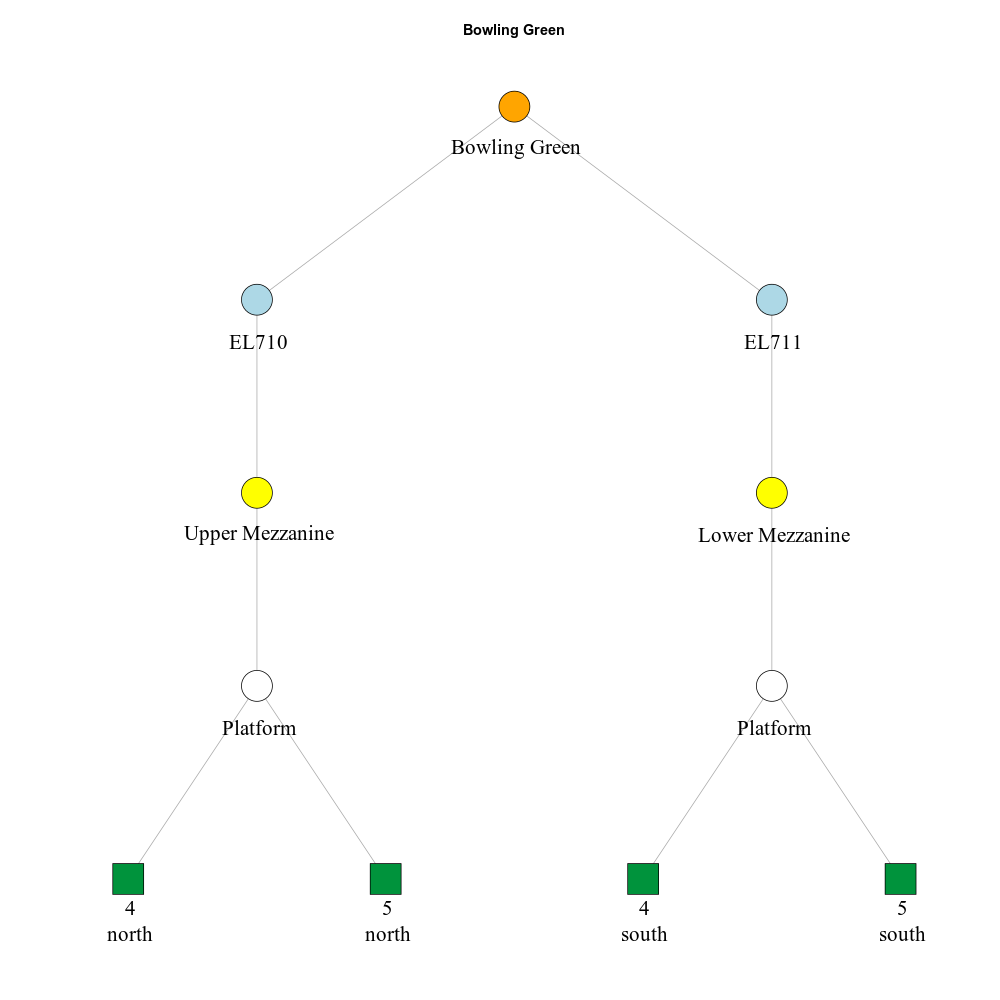 Bowling Green
Bowling Green
EL710
EL711
Upper Mezzanine
Lower Mezzanine
Platform
Platform
4
north
5
north
4
south
5
south